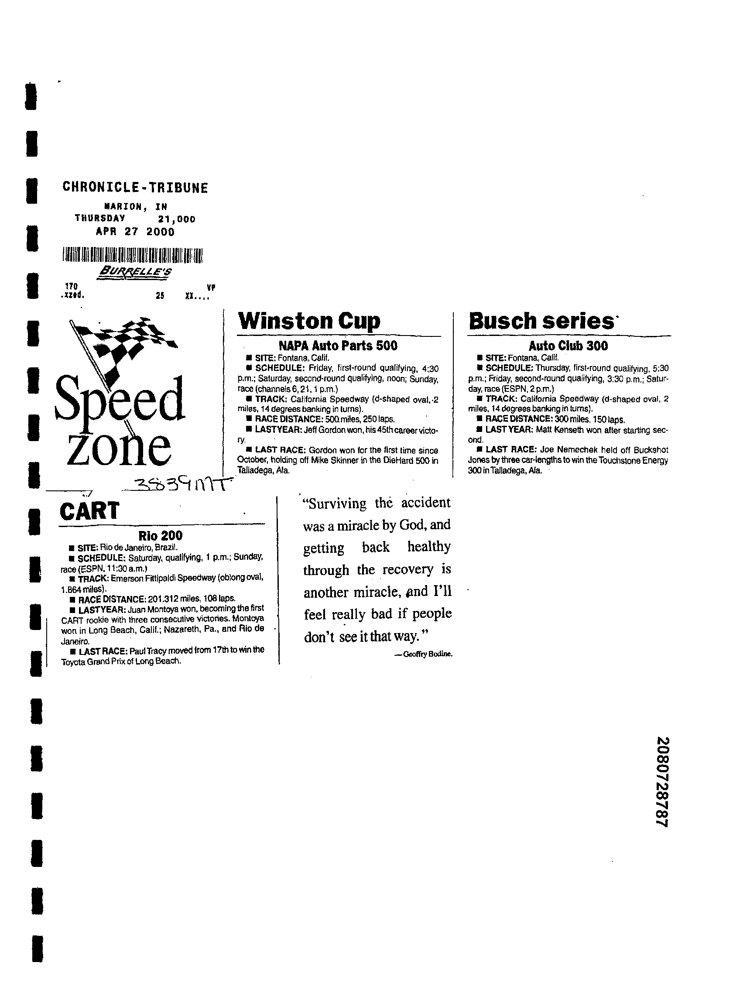 CHRONICLE-TRIBUNE
MARION, IN
THURSDAY 21,000
APR 27 2000
BURRELLE'S
170 VP
.xzed. 25 XX....
Speed
zone
3839MT
Winston Cup
NAPA Auto Parts 500
■ SITE: Fontana, Calif.
■ SCHEDULE: Friday, first-round qualifying, 4:30
p.m.; Saturday, second-round qualifying, noon; Sunday,
race (channels 6, 21, 1 p.m.)
■ TRACK: California Speedway (d-shaped oval, 2
miles, 14 degrees banking in turns).
■ RACE DISTANCE: 500 miles, 250 laps.
■ LAST YEAR: Jeff Gordon won, his 45th career victo-
ry.
■ LAST RACE: Gordon won for the first time since
October, holding off Mike Skinner in the DieHard 500 in
Talladega, Ala.
Busch series
Auto Club 300
■ SITE: Fontana, Calif.
■ SCHEDULE: Thursday, first-round qualifying, 5:30
p.m.; Friday, second-round qualifying, 3:30 p.m.; Satur-
day, race (ESPN, 2 p.m.)
■ TRACK: California Speedway (d-shaped oval, 2
miles, 14 degrees banking in turns).
■ RACE DISTANCE: 300 miles, 150 laps.
■ LAST YEAR: Matt Kenseth won after starting sec-
ond.
■ LAST RACE: Joe Nemechek held off Buckshot
Jones by three car-lengths to win the Touchstone Energy
300 in Talladega, Ala.
CART
Rio 200
■ SITE: Rio de Janeiro, Brazil.
■ SCHEDULE: Saturday, qualifying, 1 p.m.; Sunday,
race (ESPN, 11:30 a.m.)
■ TRACK: Emerson Fittipaldi Speedway (oblong oval,
1.864 miles).
■ RACE DISTANCE: 201.312 miles, 108 laps.
■ LAST YEAR: Juan Montoya won, becoming the first
CART rookie with three consecutive victories. Montoya
won in Long Beach, Calif.; Nazareth, Pa., and Rio de
Janeiro.
■ LAST RACE: Paul Tracy moved from 17th to win the
Toyota Grand Prix of Long Beach.
“Surviving the accident
was a miracle by God, and
getting back healthy
through the recovery is
another miracle, and I’ll
feel really bad if people
don’t see it that way.”
— Geoffry Bodine.
2080728787